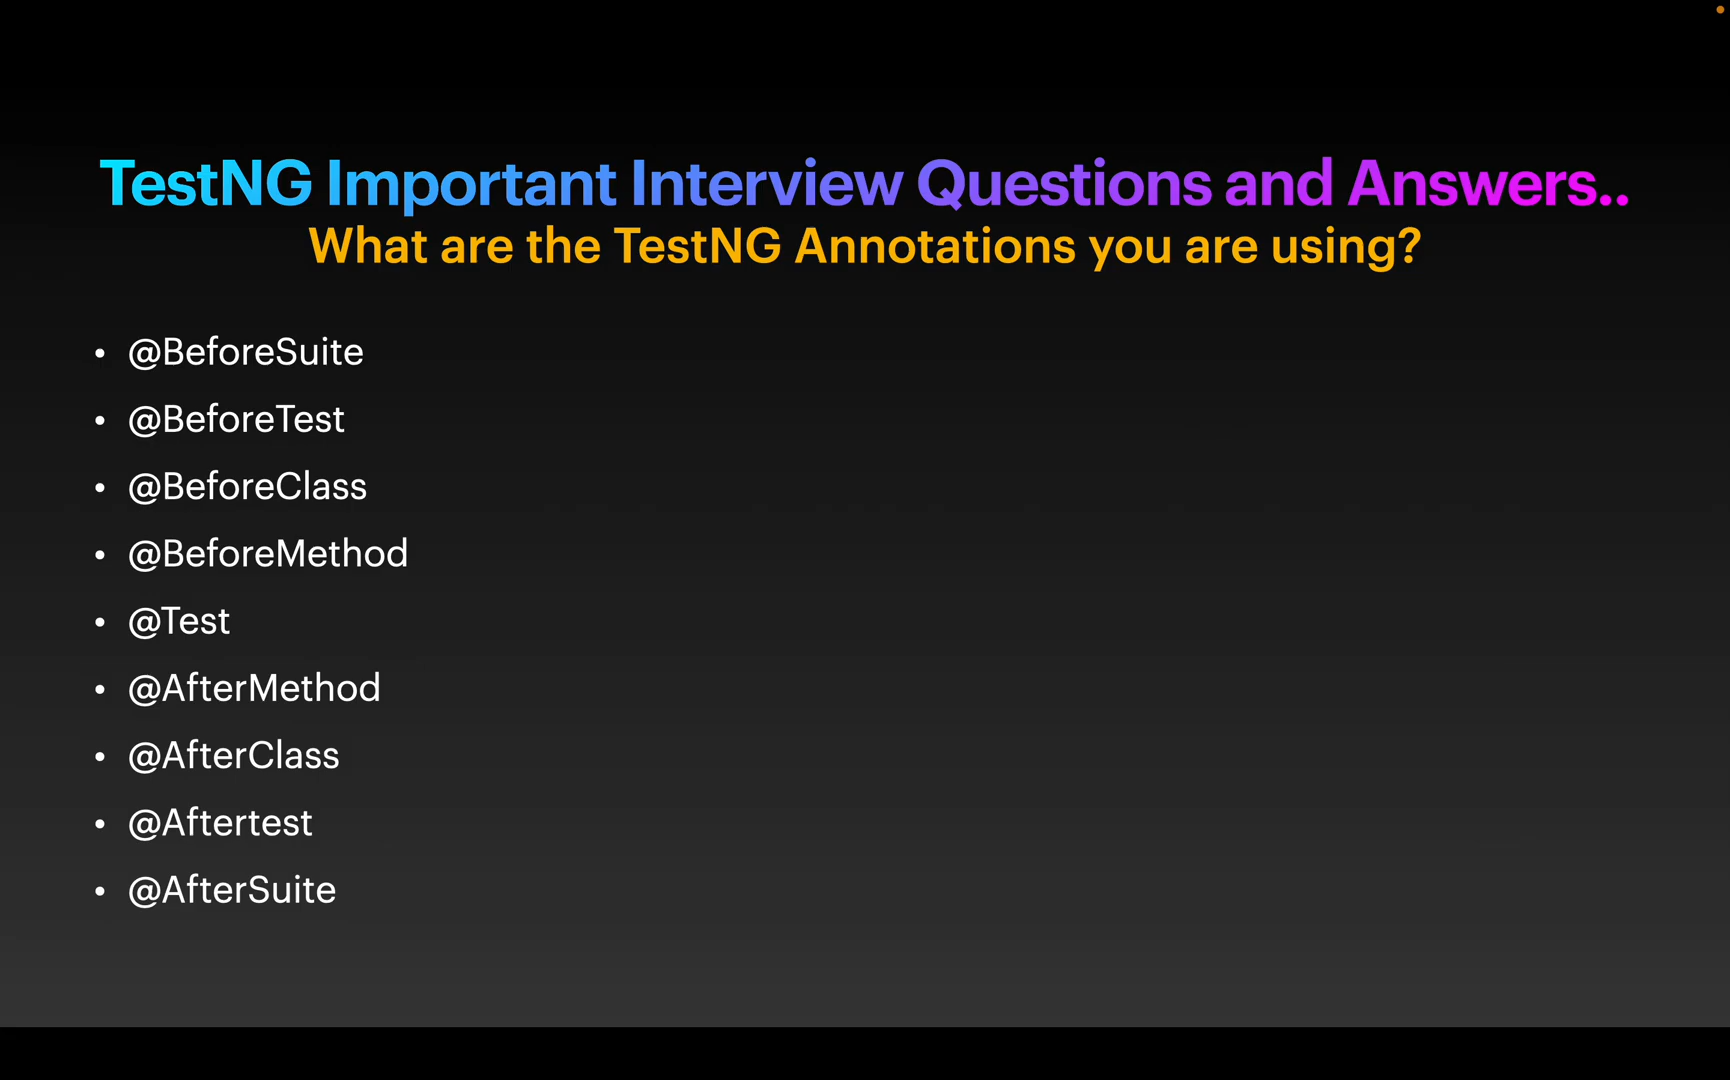 TestNG Important Interview Questions and Answers..
What are the TestNG Annotations you are using?
• @BeforeSuite
• @BeforeTest
• @BeforeClass
• @BeforeMethod
• @Test
• @AfterMethod
• @AfterClass
• @Aftertest
• @AfterSuite